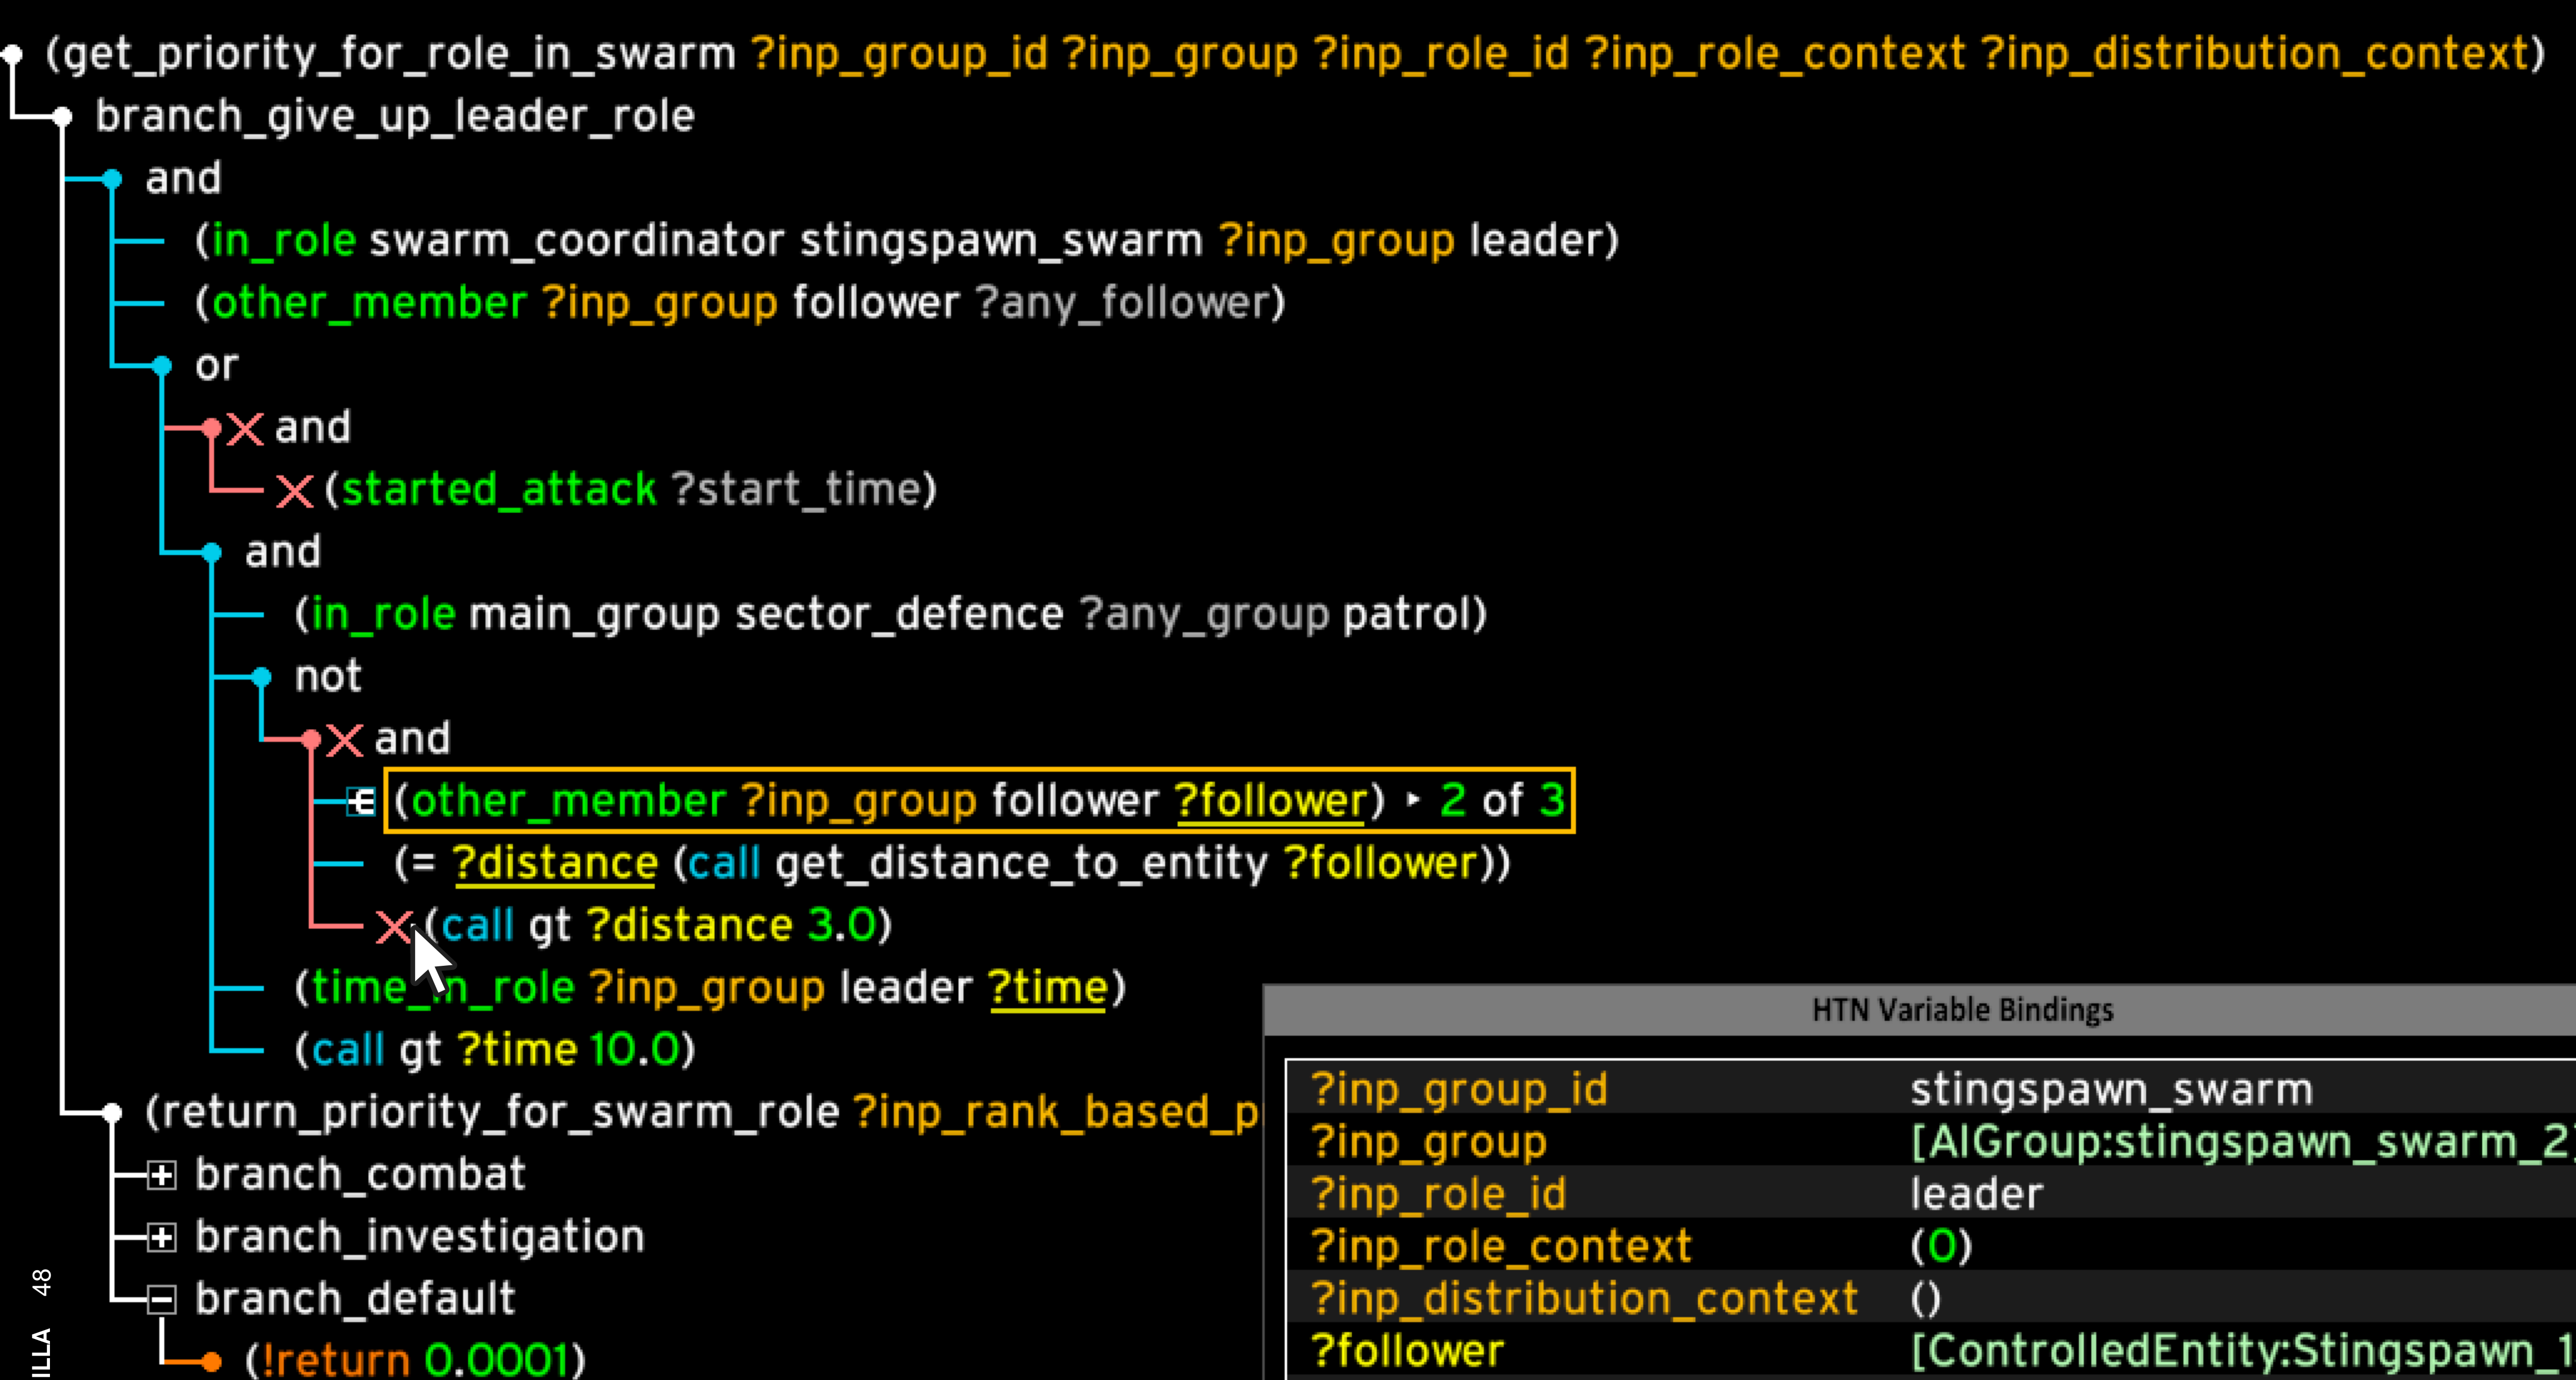 (get_priority_for_role_in_swarm ?inp_group_id ?inp_group ?inp_role_id ?inp_role_context ?inp_distribution_context)
branch_give_up_leader_role
and
(in_role swarm_coordinator stingspawn_swarm ?inp_group leader)
(other_member ?inp_group follower ?any_follower)
or
and
(started_attack ?start_time)
and
(in_role main_group sector_defence ?any_group patrol)
not
and
(other_member ?inp_group follower ?follower) ‣ 2 of 3
(= ?distance (call get_distance_to_entity ?follower))
(call gt ?distance 3.0)
(time_in_role ?inp_group leader ?time)
(call gt ?time 10.0)
(return_priority_for_swarm_role ?inp_rank_based_p
branch_combat
branch_investigation
branch_default
(!return 0.0001)
HTN Variable Bindings
?inp_group_id stingspawn_swarm
?inp_group [AIGroup:stingspawn_swarm_2]
?inp_role_id leader
?inp_role_context (0)
?inp_distribution_context ()
?follower [ControlledEntity:Stingspawn_1
ILLA 48